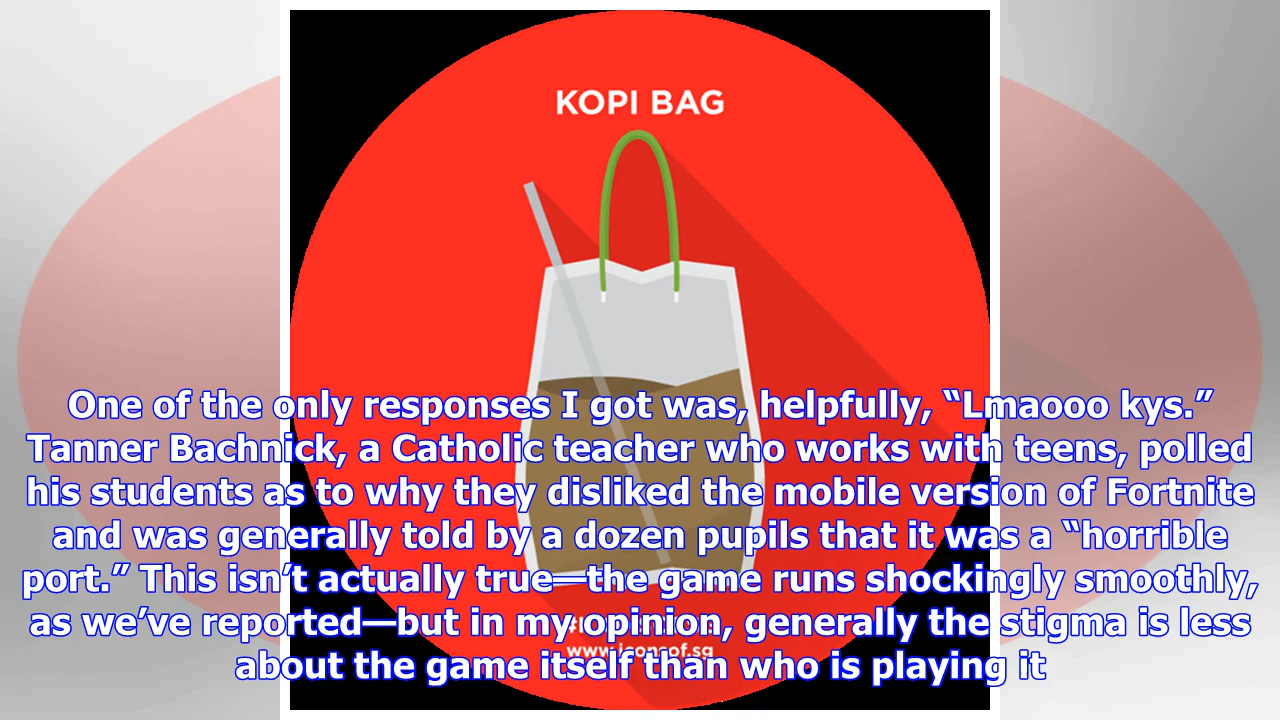 KOPI BAG
One of the only responses I got was, helpfully, “Lmaooo kys.”
Tanner Bachnick, a Catholic teacher who works with teens, polled
his students as to why they disliked the mobile version of Fortnite
and was generally told by a dozen pupils that it was a “horrible
port.” This isn’t actually true—the game runs shockingly smoothly,
as we’ve reported—but in my opinion, generally the stigma is less
www.iconsof.sg
about the game itself than who is playing it